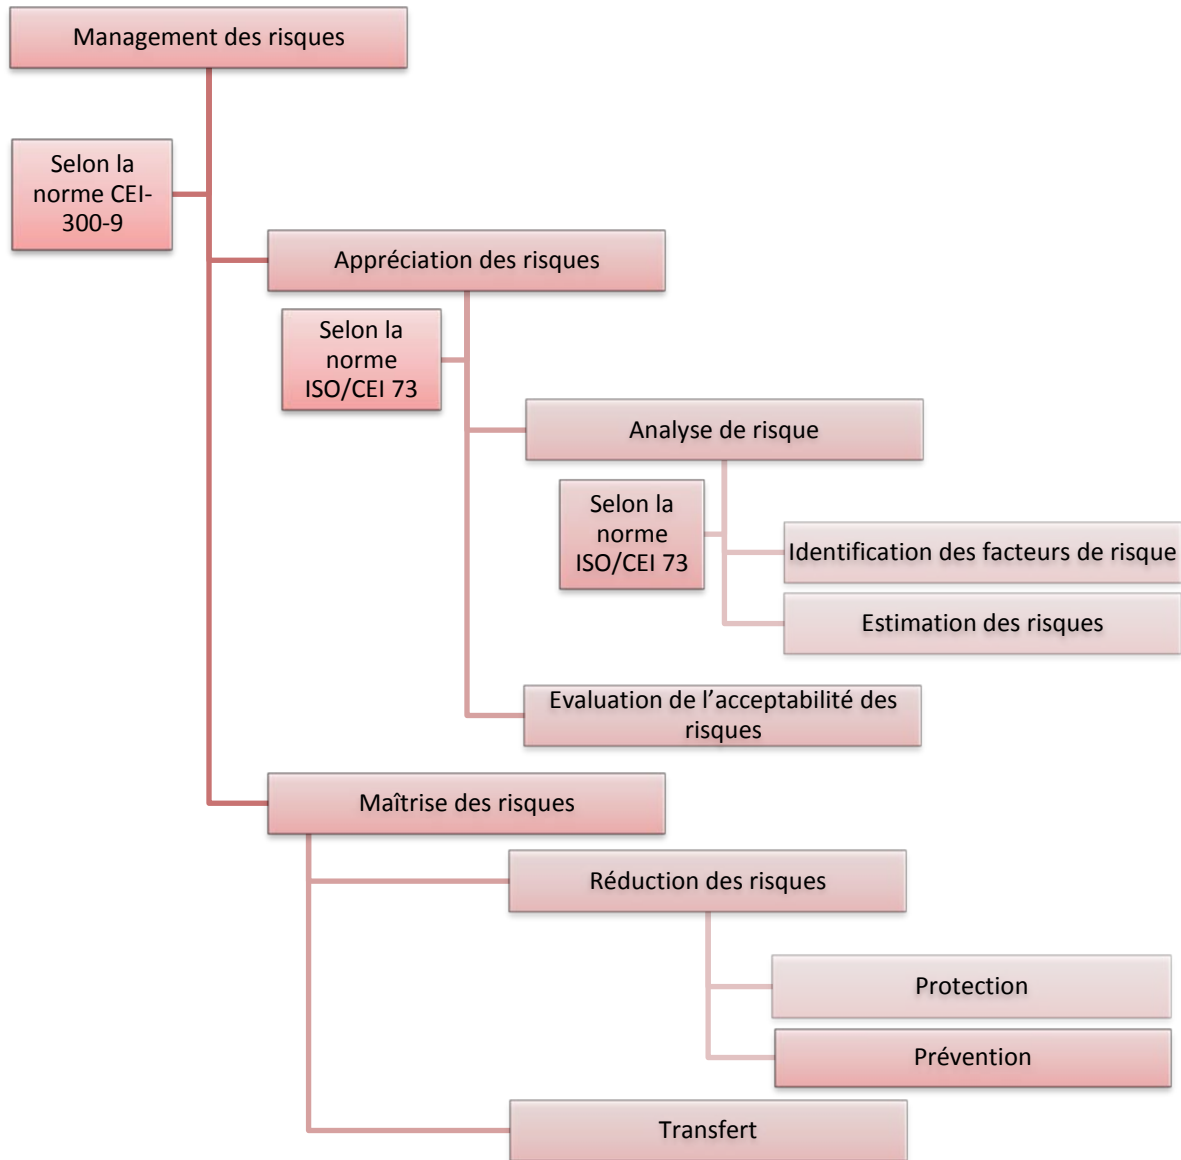 Management des risques
Selon la
norme CEI-
300-9
Appréciation des risques
Selon la
norme
ISO/CEI 73
Analyse de risque
Selon la
norme
ISO/CEI 73
Identification des facteurs de risque
Estimation des risques
Evaluation de l’acceptabilité des
risques
Maîtrise des risques
Réduction des risques
Protection
Prévention
Transfert